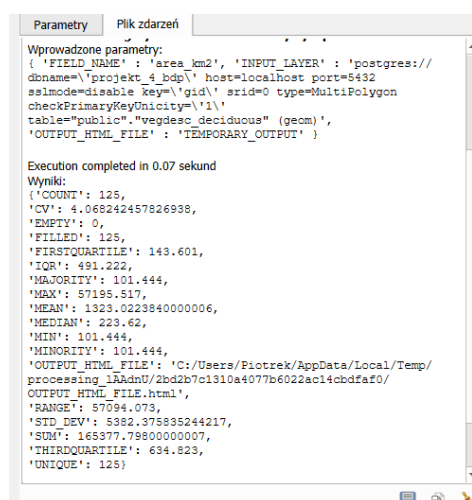 Parametry Plik zdarzeń
Wprowadzone parametry:
{ 'FIELD_NAME' : 'area_km2', 'INPUT_LAYER' : 'postgres://
dbname=\'projekt_4_bdp\' host=localhost port=5432
sslmode=disable key=\'gid\' srid=0 type=MultiPolygon
checkPrimaryKeyUnicity=\'1\'
table="public"."vegdesc_deciduous" (geom)',
'OUTPUT_HTML_FILE' : 'TEMPORARY_OUTPUT' }
Execution completed in 0.07 sekund
Wyniki:
{'COUNT': 125,
'CV': 4.068242457826938,
'EMPTY': 0,
'FILLED': 125,
'FIRSTQUARTILE': 143.601,
'IQR': 491.222,
'MAJORITY': 101.444,
'MAX': 57195.517,
'MEAN': 1323.0223840000006,
'MEDIAN': 223.62,
'MIN': 101.444,
'MINORITY': 101.444,
'OUTPUT_HTML_FILE': 'C:/Users/Piotrek/AppData/Local/Temp/
processing_lAAdnU/2bd2b7c1310a4077b6022ac14cbdfaf0/
OUTPUT_HTML_FILE.html',
'RANGE': 57094.073,
'STD_DEV': 5382.375835244217,
'SUM': 165377.79800000007,
'THIRDQUARTILE': 634.823,
'UNIQUE': 125}